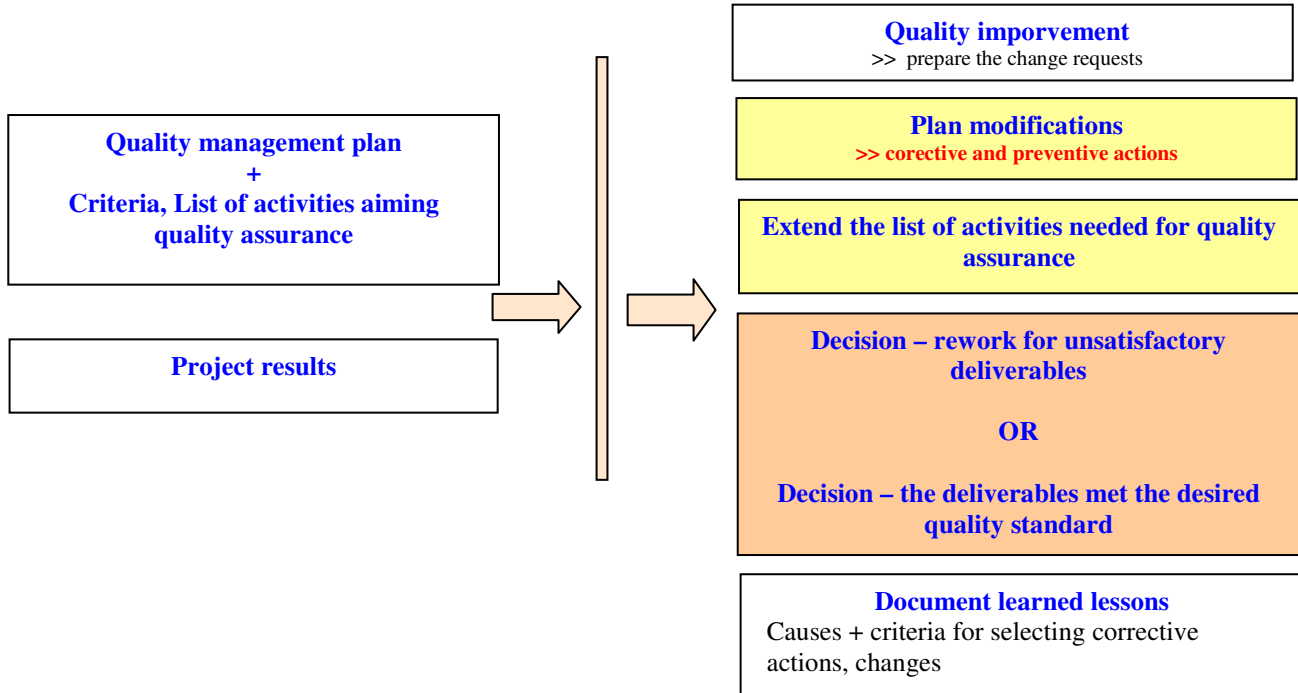 Quality management plan
+
Criteria, List of activities aiming
quality assurance
Project results
Quality imporvement
>> prepare the change requests
Plan modifications
>> corective and preventive actions
Extend the list of activities needed for quality
assurance
Decision – rework for unsatisfactory
deliverables
OR
Decision – the deliverables met the desired
quality standard
Document learned lessons
Causes + criteria for selecting corrective
actions, changes